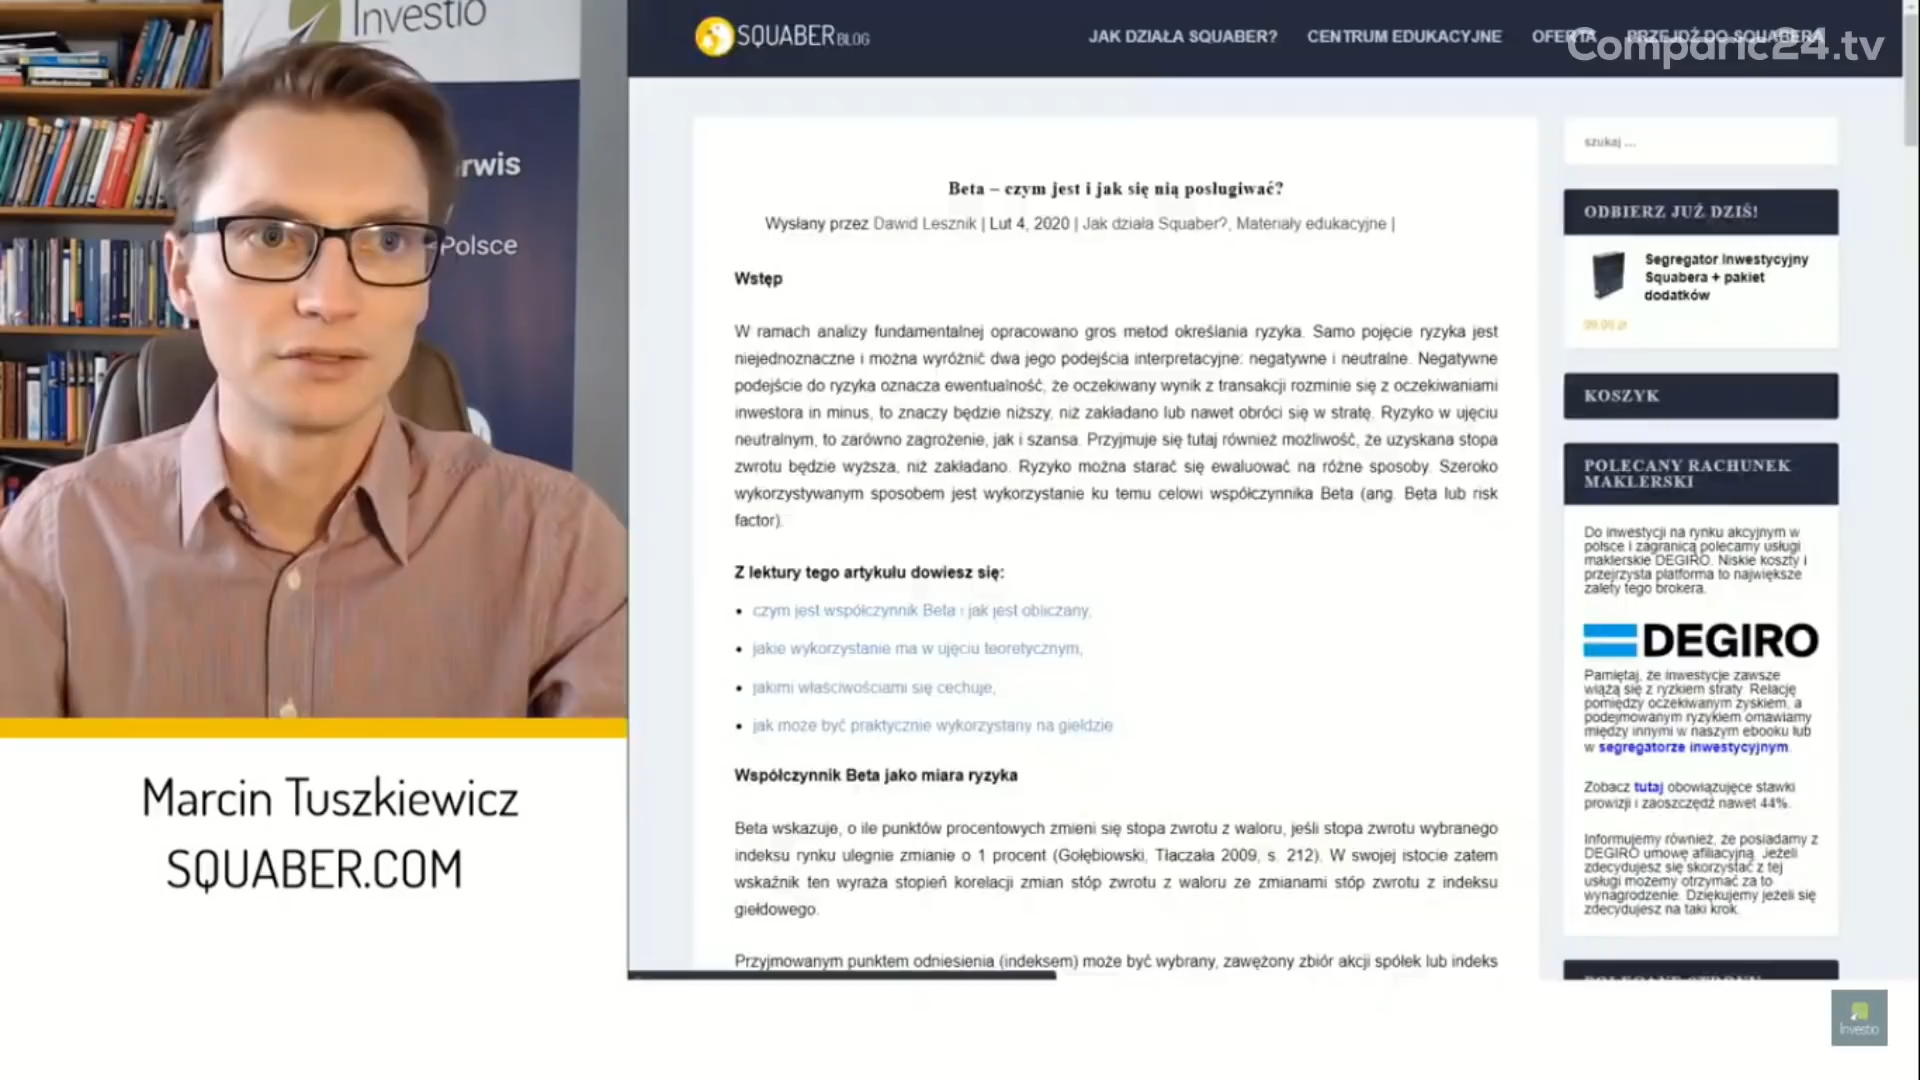 Investio
rwis
Polsce
Marcin Tuszkiewicz
SQUABER.COM
SQUABER BLOG
JAK DZIAŁA SQUABER?
CENTRUM EDUKACYJNE
OFERTA
PRZEJDŹ DO SQUABERA
Comparic24.tv
Beta – czym jest i jak się nią posługiwać?
Wysłany przez Dawid Lesznik | Lut 4, 2020 | Jak działa Squaber?, Materiały edukacyjne |
Wstęp
W ramach analizy fundamentalnej opracowano gros metod określania ryzyka. Samo pojęcie ryzyka jest
niejednoznaczne i można wyróżnić dwa jego podejścia interpretacyjne: negatywne i neutralne. Negatywne
podejście do ryzyka oznacza ewentualność, że oczekiwany wynik z transakcji rozminie się z oczekiwaniami
inwestora in minus, to znaczy będzie niższy, niż zakładano lub nawet obróci się w stratę. Ryzyko w ujęciu
neutralnym, to zarówno zagrożenie, jak i szansa. Przyjmuje się tutaj również możliwość, że uzyskana stopa
zwrotu będzie wyższa, niż zakładano. Ryzyko można starać się ewaluować na różne sposoby. Szeroko
wykorzystywanym sposobem jest wykorzystanie ku temu celowi współczynnika Beta (ang. Beta lub risk
factor).
Z lektury tego artykułu dowiesz się:
• czym jest współczynnik Beta i jak jest obliczany,
• jakie wykorzystanie ma w ujęciu teoretycznym,
• jakimi właściwościami się cechuje,
• jak może być praktycznie wykorzystany na giełdzie
Współczynnik Beta jako miara ryzyka
Beta wskazuje, o ile punktów procentowych zmieni się stopa zwrotu z waloru, jeśli stopa zwrotu wybranego
indeksu rynku ulegnie zmianie o 1 procent (Gołębiowski, Tłaczała 2009, s. 212). W swojej istocie zatem
wskaźnik ten wyraża stopień korelacji zmian stóp zwrotu z waloru ze zmianami stóp zwrotu z indeksu
giełdowego.
Przyjmowanym punktem odniesienia (indeksem) może być wybrany, zawężony zbiór akcji spółek lub indeks
szukaj ...
ODBIERZ JUŻ DZIŚ!
Segregator Inwestycyjny
Squabera + pakiet
dodatków
KOSZYK
POLECANY RACHUNEK
MAKLERSKI
Do inwestycji na rynku akcyjnym w
polsce i zagranicą polecamy usługi
maklerskie DEGIRO. Niskie koszty i
przejrzysta platforma to największe
zalety tego brokera.
DEGIRO
Pamiętaj, że inwestycje zawsze
wiążą się z ryzkiem straty. Relację
pomiędzy oczekiwanym zyskiem, a
podejmowanym ryzykiem omawiamy
między innymi w naszym ebooku lub
w segregatorze inwestycyjnym.
Zobacz tutaj obowiązujęce stawki
prowizji i zaoszczędź nawet 44%.
Informujemy również, że posiadamy z
DEGIRO umowę afiliacyjną. Jeżeli
zdecydujesz się skorzystać z tej
usługi możemy otrzymać za to
wynagrodzenie. Dziękujemy jeżeli się
zdecydujesz na taki krok.
Investio